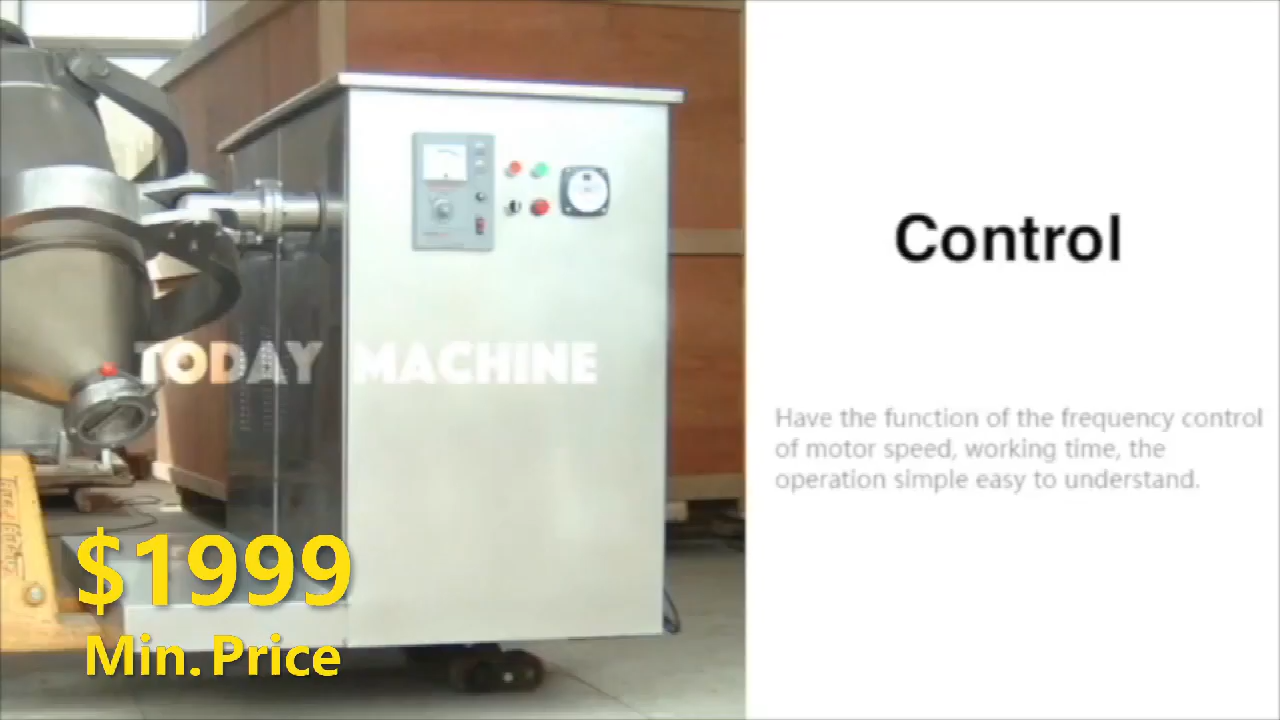 TODAY MACHINE
$1999
Min. Price
Control
Have the function of the frequency control
of motor speed, working time, the
operation simple easy to understand.